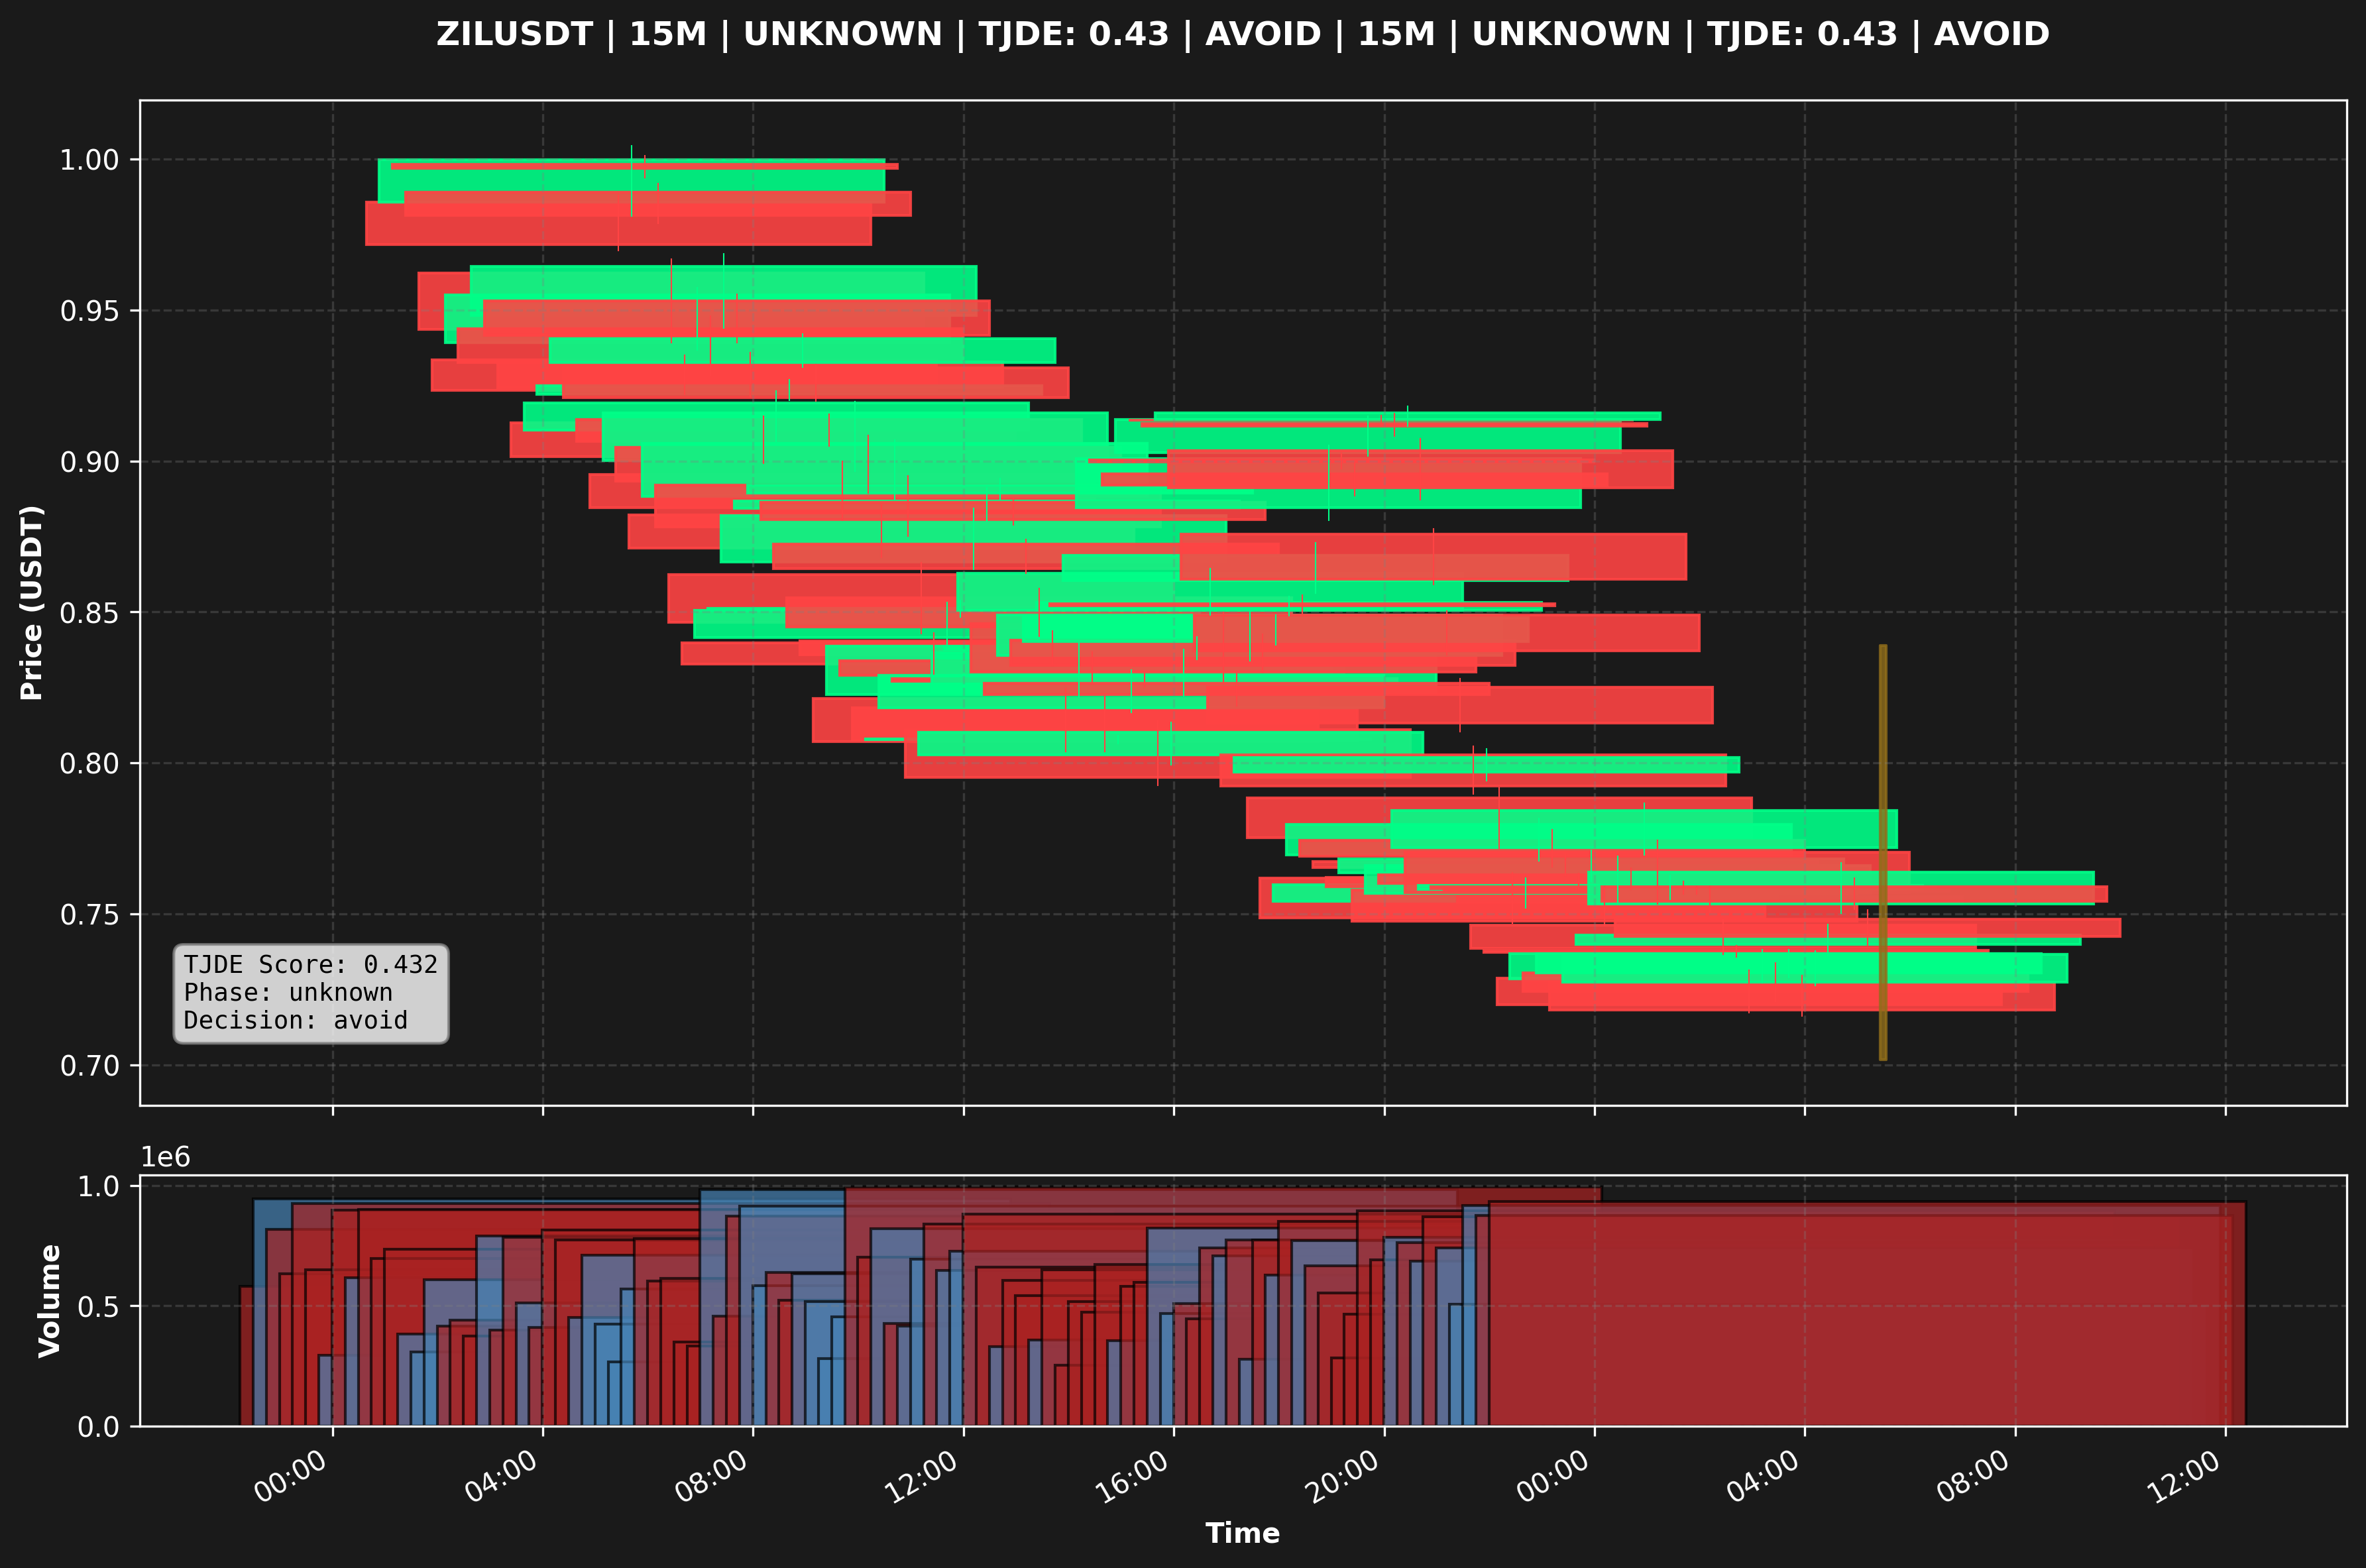 ZILUSDT | 15M | UNKNOWN | TJDE: 0.43 | AVOID | 15M | UNKNOWN | TJDE: 0.43 | AVOID
Price (USDT)
1.00
0.95
0.90
0.85
0.80
0.75
0.70
TJDE Score: 0.432
Phase: unknown
Decision: avoid
1e6
Volume
1.0
0.5
0.0
00:00
04:00
08:00
12:00
16:00
20:00
00:00
04:00
08:00
12:00
Time